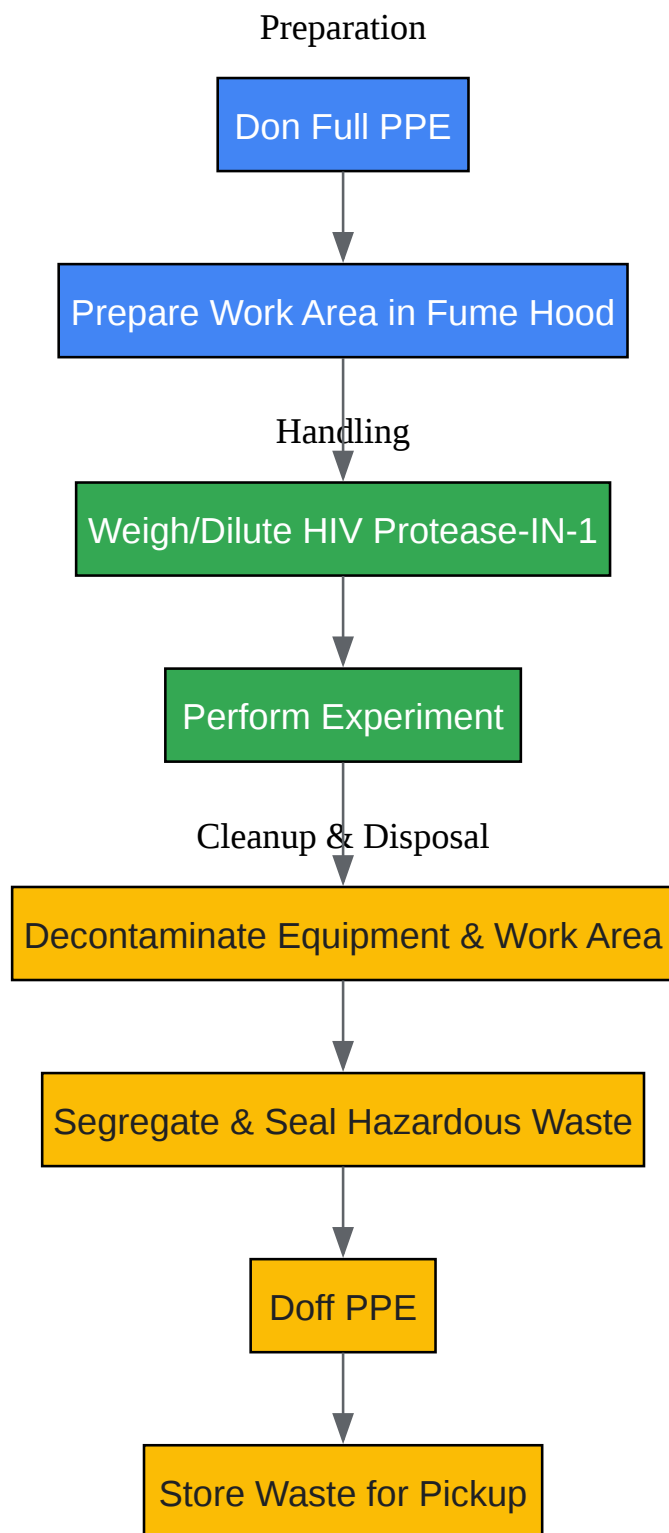 Preparation
Don Full PPE
Prepare Work Area in Fume Hood
Handling
Weigh/Dilute HIV Protease-IN-1
Perform Experiment
Cleanup & Disposal
Decontaminate Equipment & Work Area
Segregate & Seal Hazardous Waste
Doff PPE
Store Waste for Pickup